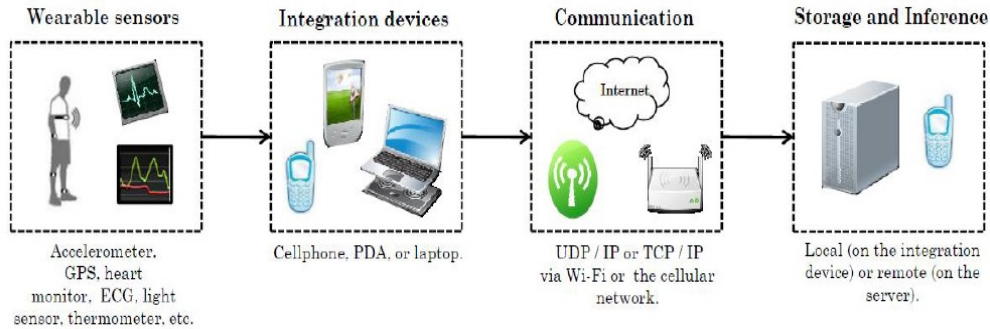 Wearable sensors
Integration devices
Communication
Storage and Inference
Internet
Accelerometer,
GPS, heart
monitor, ECG, light
sensor, thermometer, etc.
Cellphone, PDA, or laptop.
UDP / IP or TCP / IP
via Wi-Fi or the cellular
network.
Local (on the integration
device) or remote (on the
server).